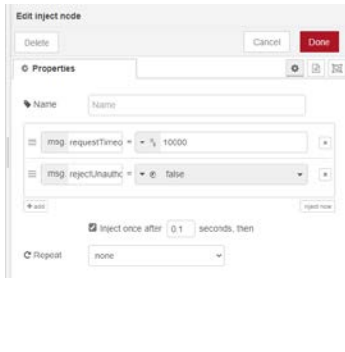 Edit inject node
Delete Cancel Done
Properties
Name Name
msg. requestTimeo = 10000
msg. rejectUnauthc = false
add inject now
Inject once after 0.1 seconds, then
Repeat none